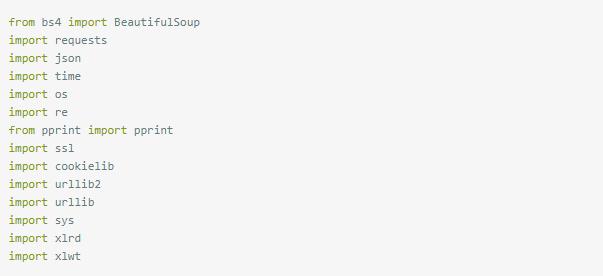 from bs4 import BeautifulSoup
import requests
import json
import time
import os
import re
from pprint import pprint
import ssl
import cookielib
import urllib2
import urllib
import sys
import xlrd
import xlwt